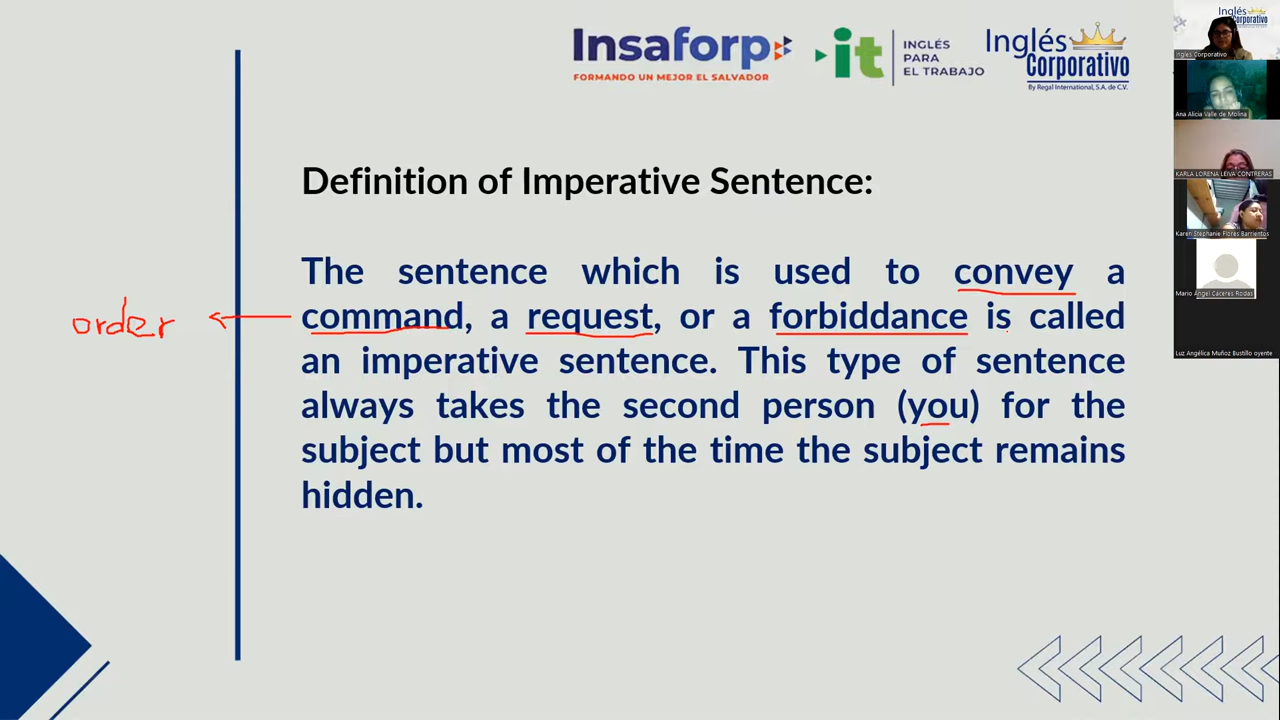 Insaforp
FORMANDO UN MEJOR EL SALVADOR
it
INGLÉS
PARA
EL TRABAJO
Inglés
Corporativo
By Regal International, S.A. de C.V.
Definition of Imperative Sentence:
The sentence which is used to convey a
command, a request, or a forbiddance is called
an imperative sentence. This type of sentence
always takes the second person (you) for the
subject but most of the time the subject remains
hidden.
order
Inglés
Corporativo
Inglés Corporativo
Ana Alicia Valle de Molina
KARLA LORENA LEIVA CONTRERAS
Karen Stephanie Flores Barrientos
Mario Ángel Cáceres Rodas
Luz Angélica Muñoz Bustillo oyente